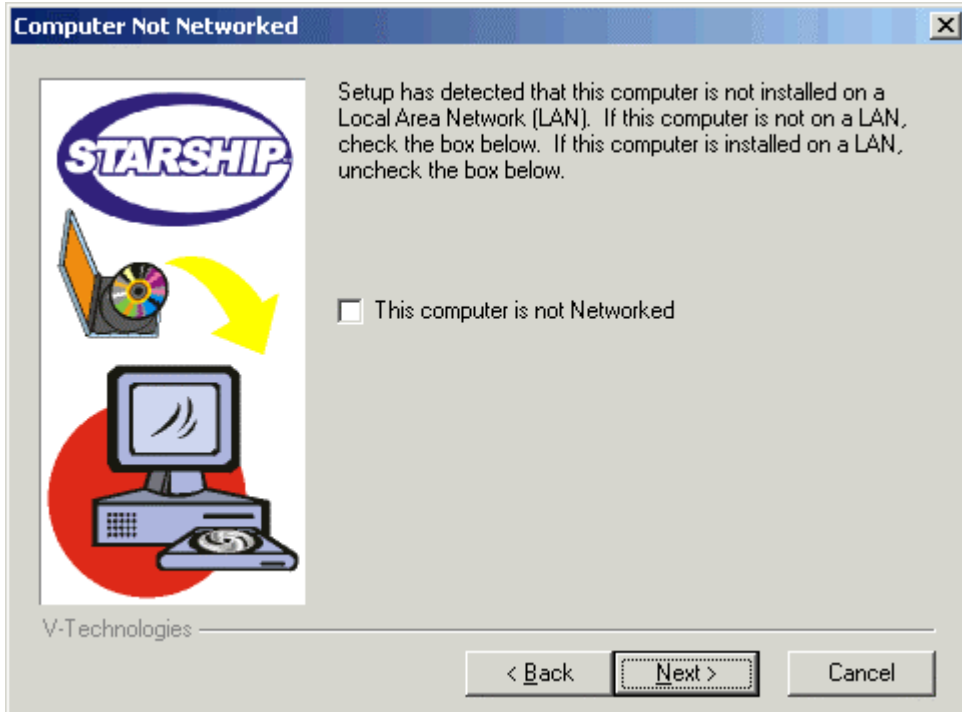 Computer Not Networked
STARSHIP
Setup has detected that this computer is not installed on a
Local Area Network (LAN).  If this computer is not on a LAN,
check the box below.  If this computer is installed on a LAN,
uncheck the box below.
This computer is not Networked
V-Technologies
< Back
Next >
Cancel